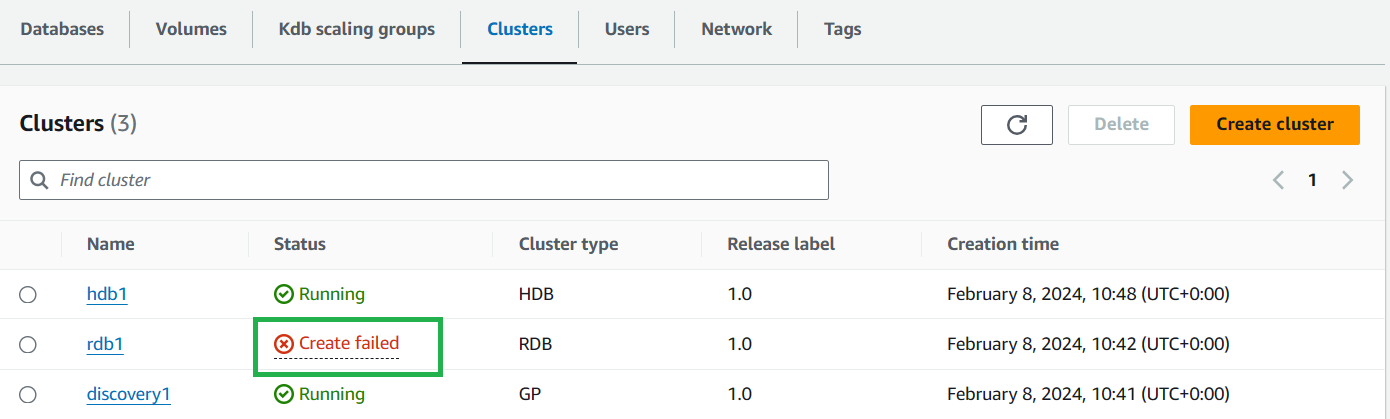 Databases Volumes Kdb scaling groups Clusters Users Network Tags
Clusters (3) Delete Create cluster
Find cluster 1
Name Status Cluster type Release label Creation time
hdb1 Running HDB 1.0 February 8, 2024, 10:48 (UTC+0:00)
rdb1 Create failed RDB 1.0 February 8, 2024, 10:42 (UTC+0:00)
discovery1 Running GP 1.0 February 8, 2024, 10:41 (UTC+0:00)